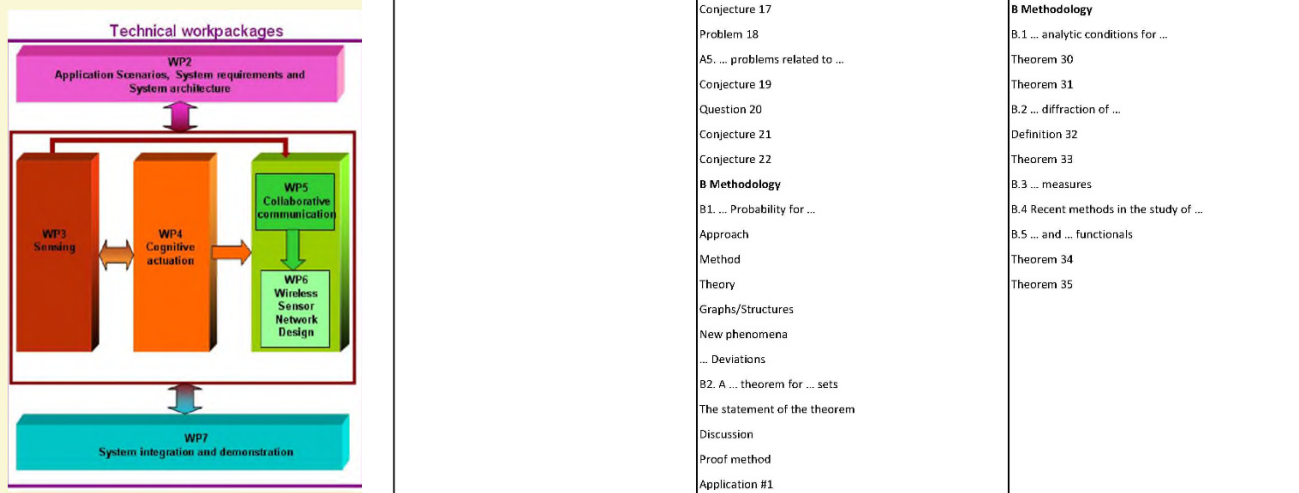 Technical workpackages
WP2
Application Scenarios, System requirements and
System architecture
WP3
Sensing
WP4
Cognitive
actuation
WP5
Collaborative
communication
WP6
Wireless
Sensor
Network
Design
WP7
System integration and demonstration
Conjecture 17
Problem 18
A5. ... problems related to ...
Conjecture 19
Question 20
Conjecture 21
Conjecture 22
B Methodology
B1. ... Probability for ...
Approach
Method
Theory
Graphs/Structures
New phenomena
... Deviations
B2. A ... theorem for ... sets
The statement of the theorem
Discussion
Proof method
Application #1
B Methodology
B.1 ... analytic conditions for ...
Theorem 30
Theorem 31
B.2 ... diffraction of ...
Definition 32
Theorem 33
B.3 ... measures
B.4 Recent methods in the study of ...
B.5 ... and ... functionals
Theorem 34
Theorem 35